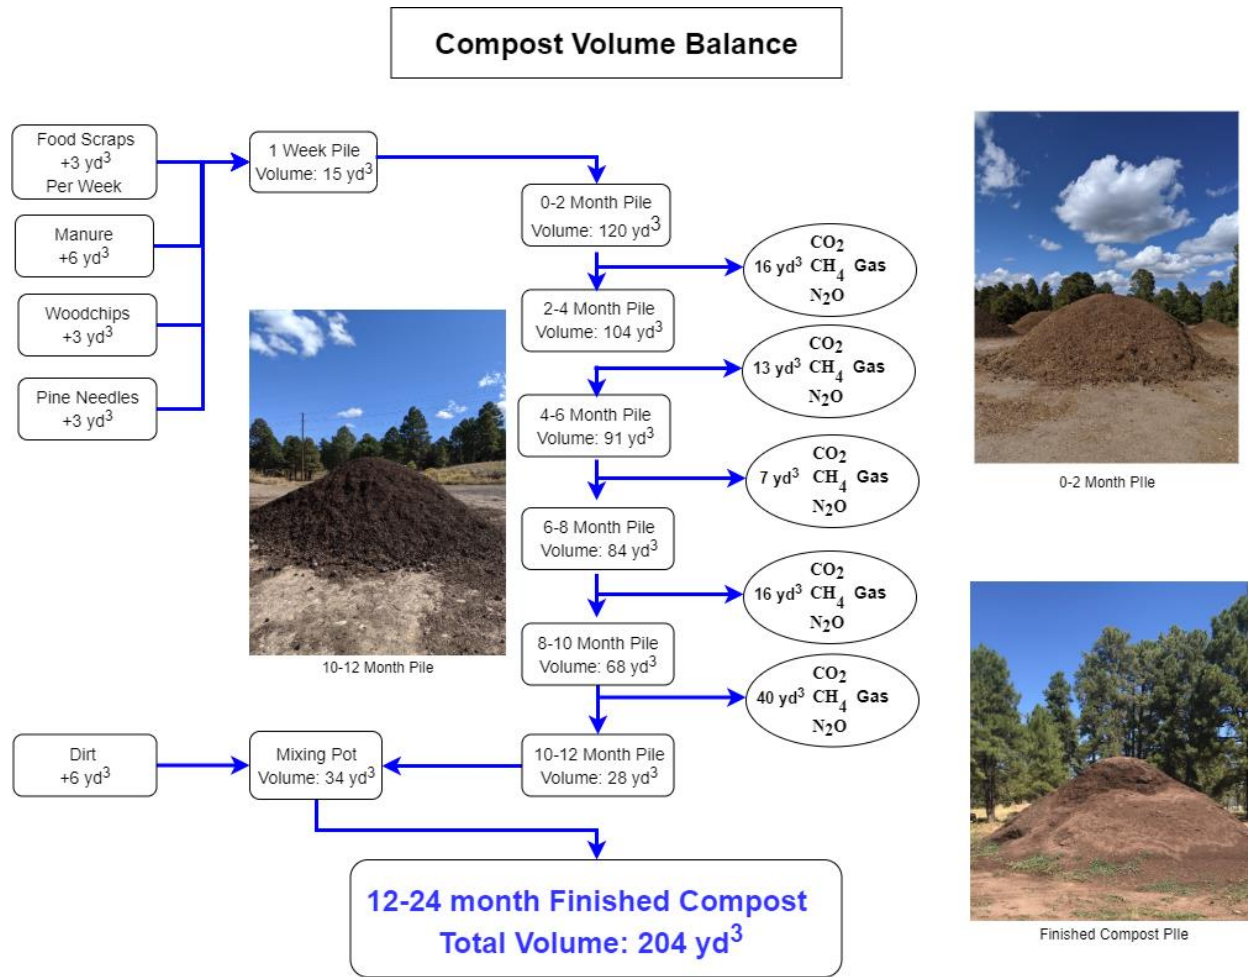 Compost Volume Balance
Food Scraps
+3 yd³
Per Week
Manure
+6 yd³
Woodchips
+3 yd³
Pine Needles
+3 yd³
1 Week Pile
Volume: 15 yd³
0-2 Month Pile
Volume: 120 yd³
CO₂
16 yd³ CH₄ Gas
N₂O
2-4 Month Pile
Volume: 104 yd³
CO₂
13 yd³ CH₄ Gas
N₂O
4-6 Month Pile
Volume: 91 yd³
CO₂
7 yd³ CH₄ Gas
N₂O
6-8 Month Pile
Volume: 84 yd³
CO₂
16 yd³ CH₄ Gas
N₂O
8-10 Month Pile
Volume: 68 yd³
CO₂
40 yd³ CH₄ Gas
N₂O
10-12 Month Pile
Volume: 28 yd³
Dirt
+6 yd³
Mixing Pot
Volume: 34 yd³
12-24 month Finished Compost
Total Volume: 204 yd³
10-12 Month Pile
0-2 Month PIle
Finished Compost PIle